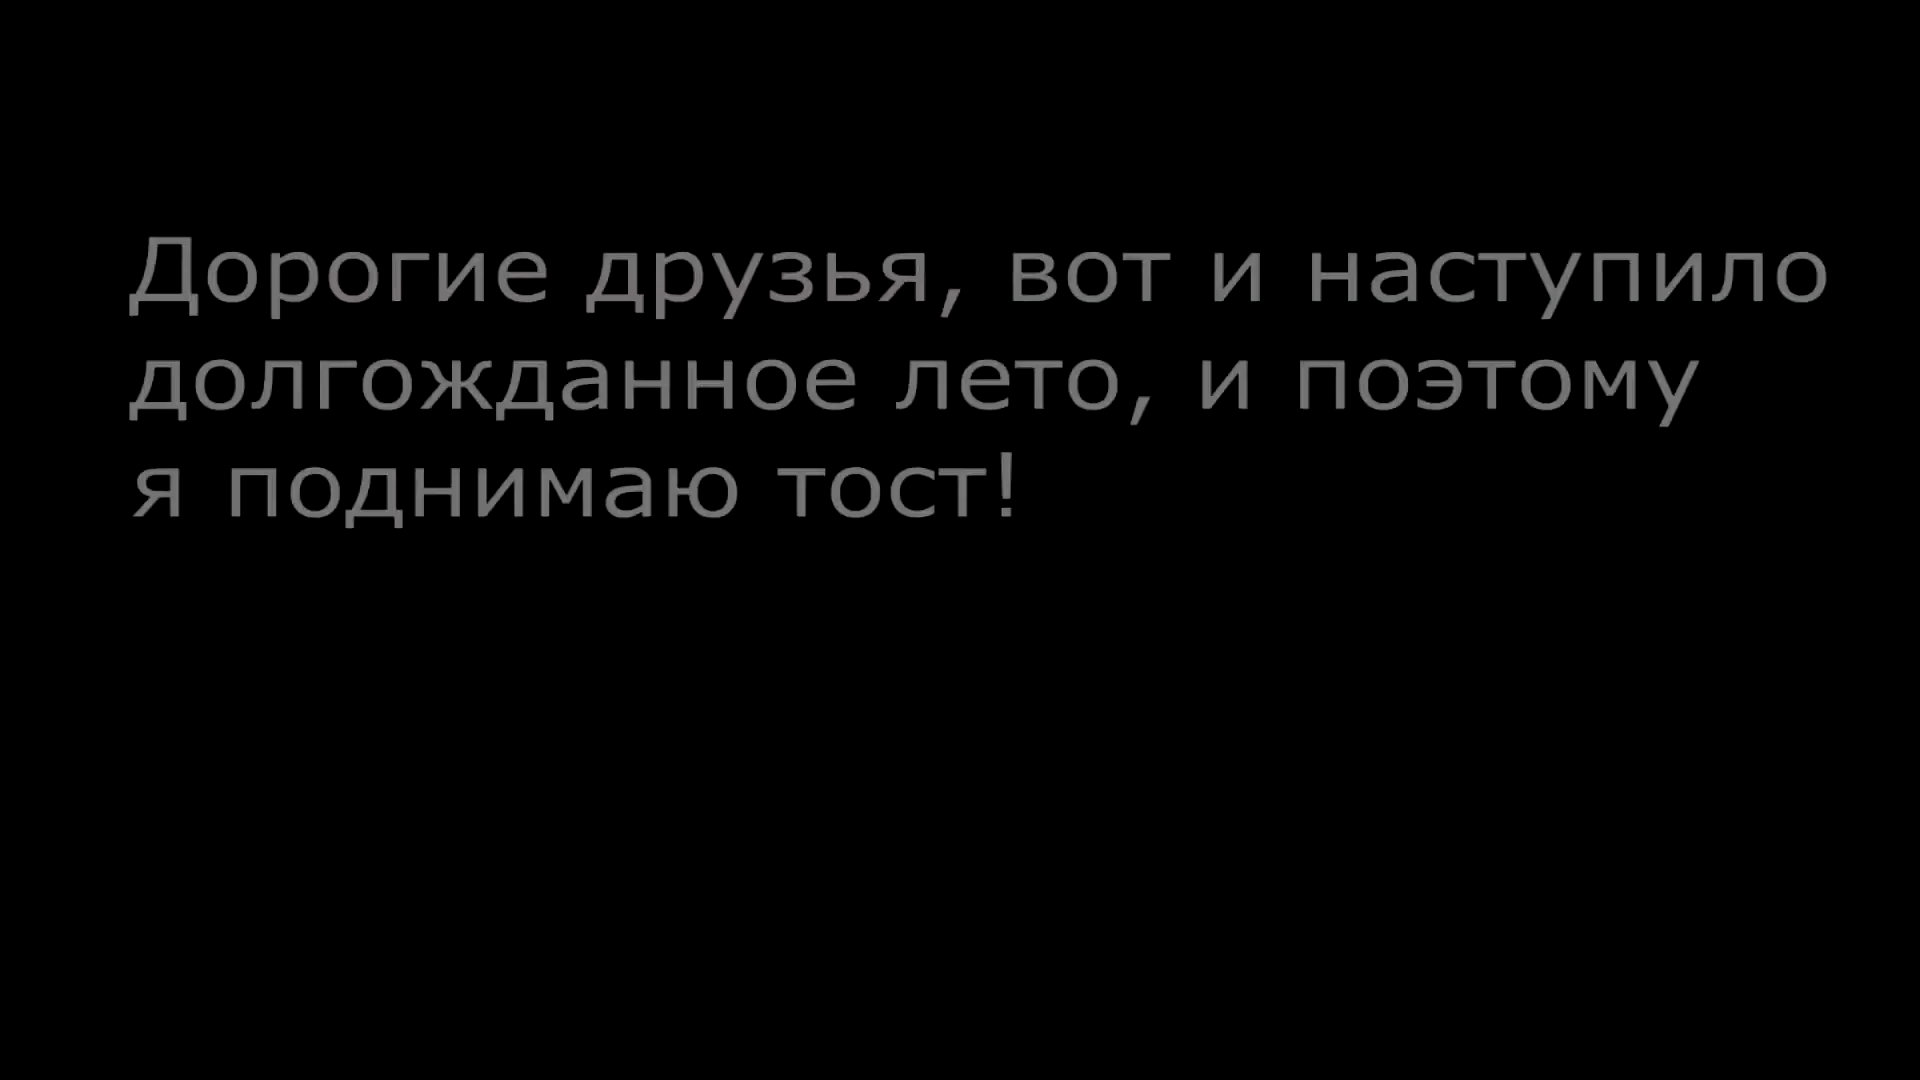 Дорогие друзья, вот и наступило
долгожданное лето, и поэтому
я поднимаю тост!